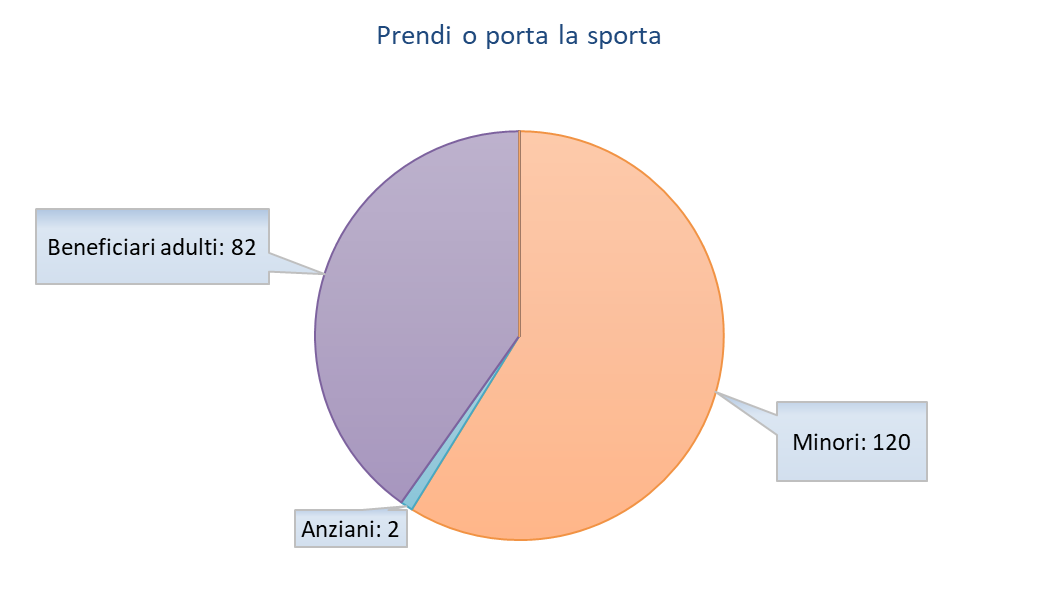 Prendi o porta la sporta
Beneficiari adulti: 82
Minori: 120
Anziani: 2